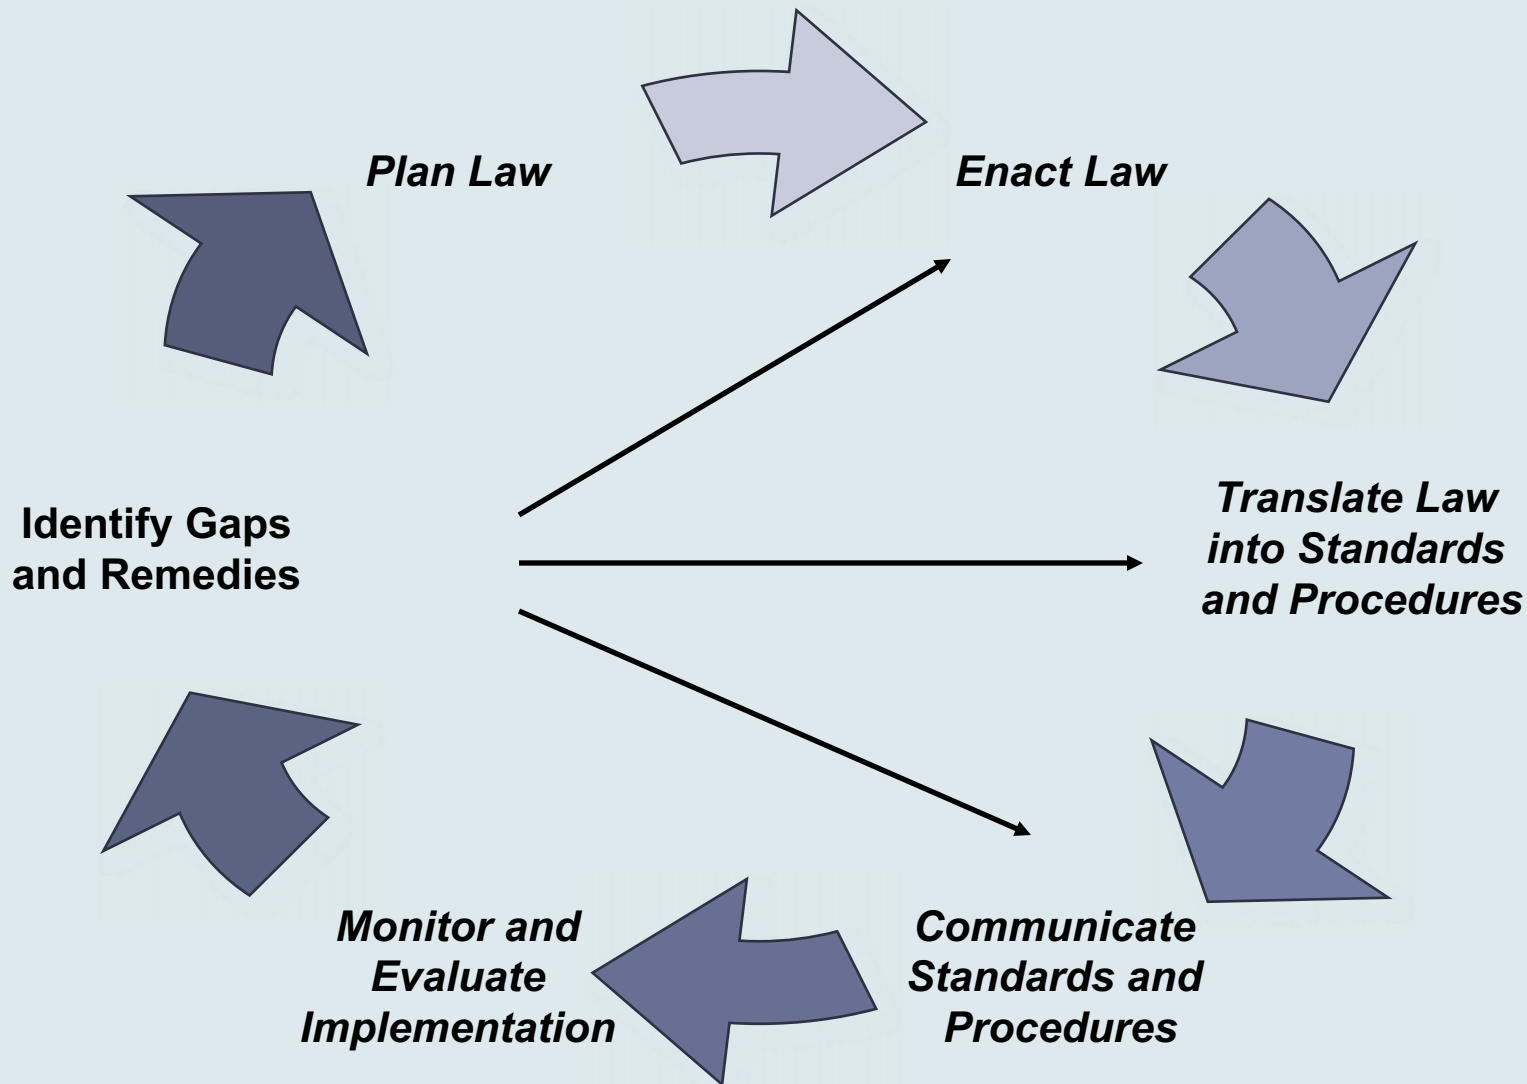 Plan Law
Enact Law
Identify Gaps
and Remedies
Translate Law
into Standards
and Procedures
Monitor and
Evaluate
Implementation
Communicate
Standards and
Procedures